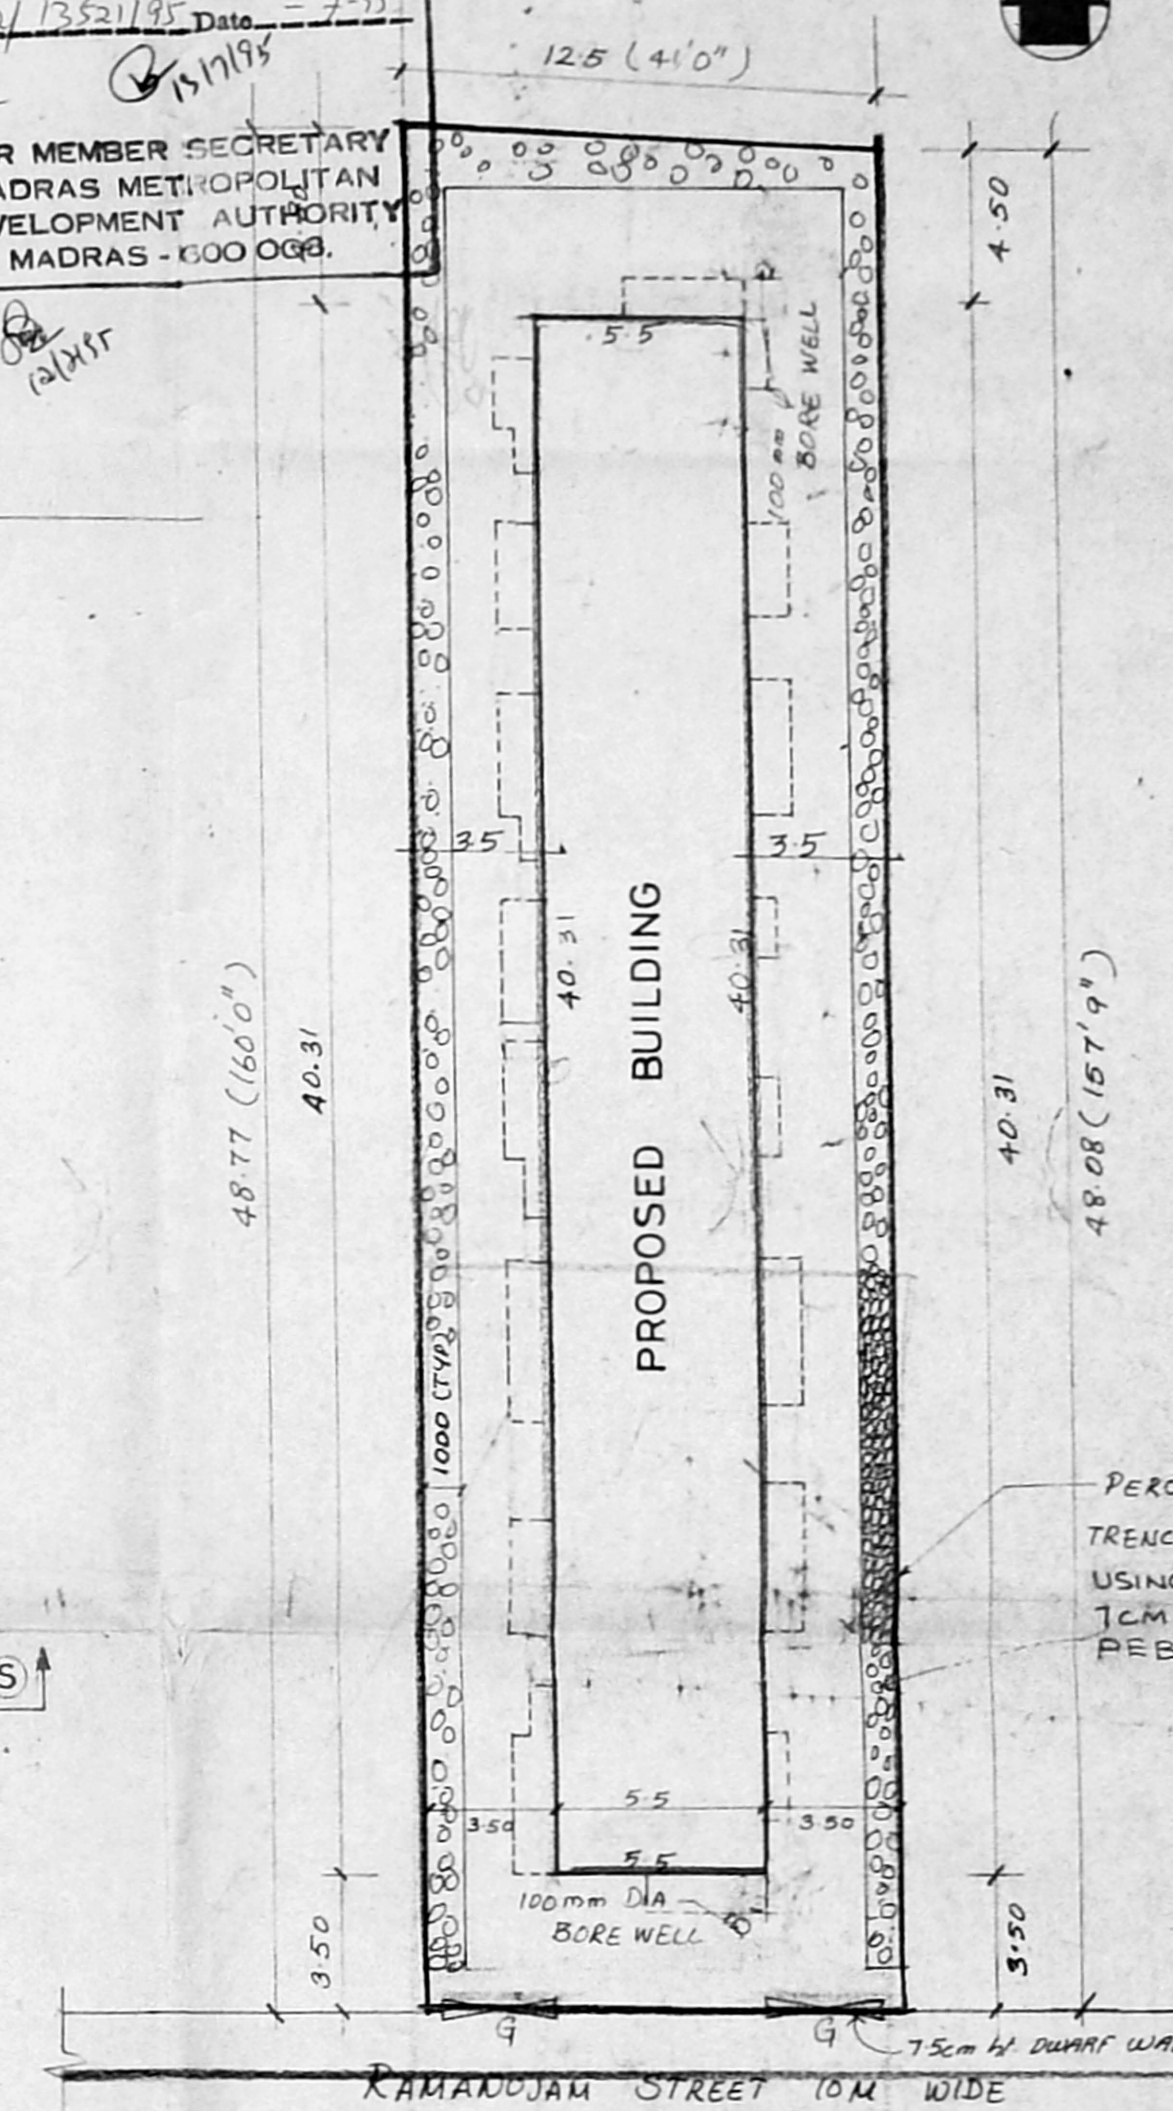 13521/95 Date - 7-95
13/7/95
R MEMBER SECRETARY
ADRAS METROPOLITAN
VELOPMENT AUTHORITY
MADRAS - 600 008.
12.5 (41'0")
4.50
5.5
100 mm
BORE WELL
3.5
3.5
40.31
PROPOSED BUILDING
40.31
48.77 (160'0")
40.31
40.31
48.08 (157'9")
1000 (TYP)
PERC
TRENC
USING
7CM
PEB
S
5.5
3.50
3.50
5.5
100mm DIA
BORE WELL
3.50
3.50
G
G
7.5cm ht. DWARF WA
RAMANUJAM STREET 10M WIDE